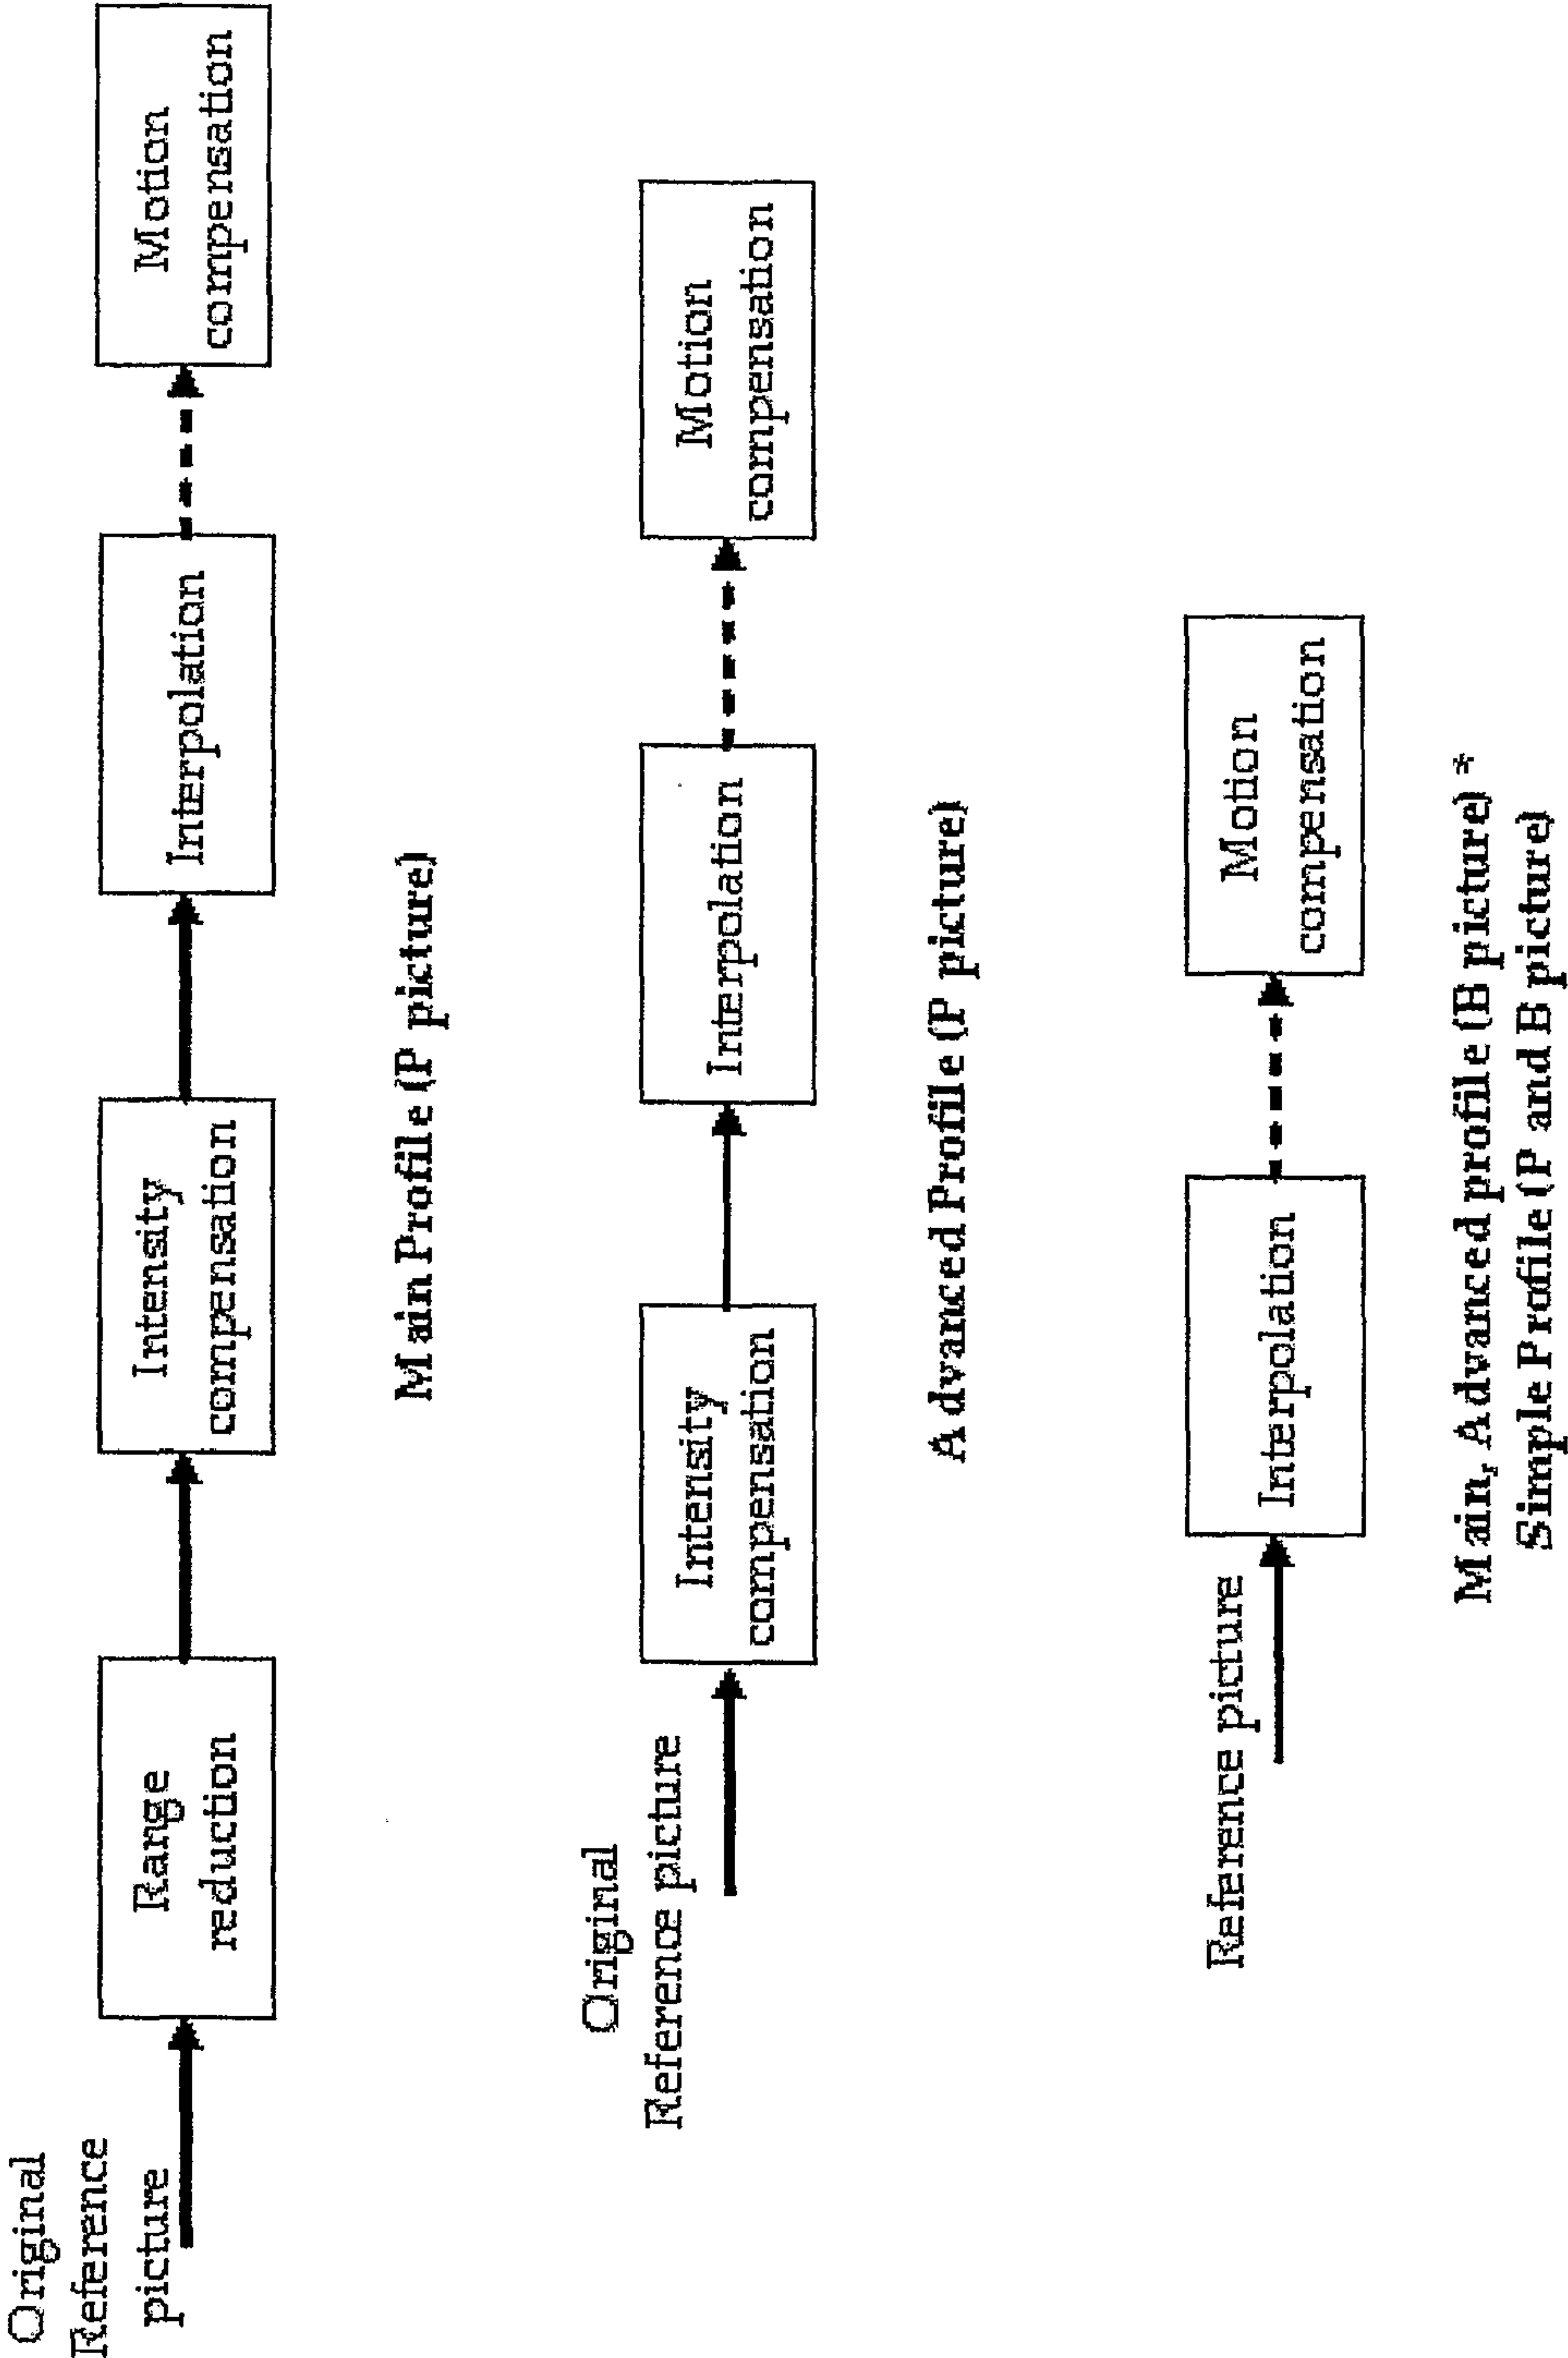 Original
Reference
picture
Range
reduction
Intensity
compensation
Interpolation
Motion
compensation
Main Profile (P picture)
Original
Reference picture
Intensity
compensation
Interpolation
Motion
compensation
Advanced Profile (P picture)
Reference picture
Interpolation
Motion
compensation
Main, Advanced profile (B picture) *
Simple Profile (P and B picture)